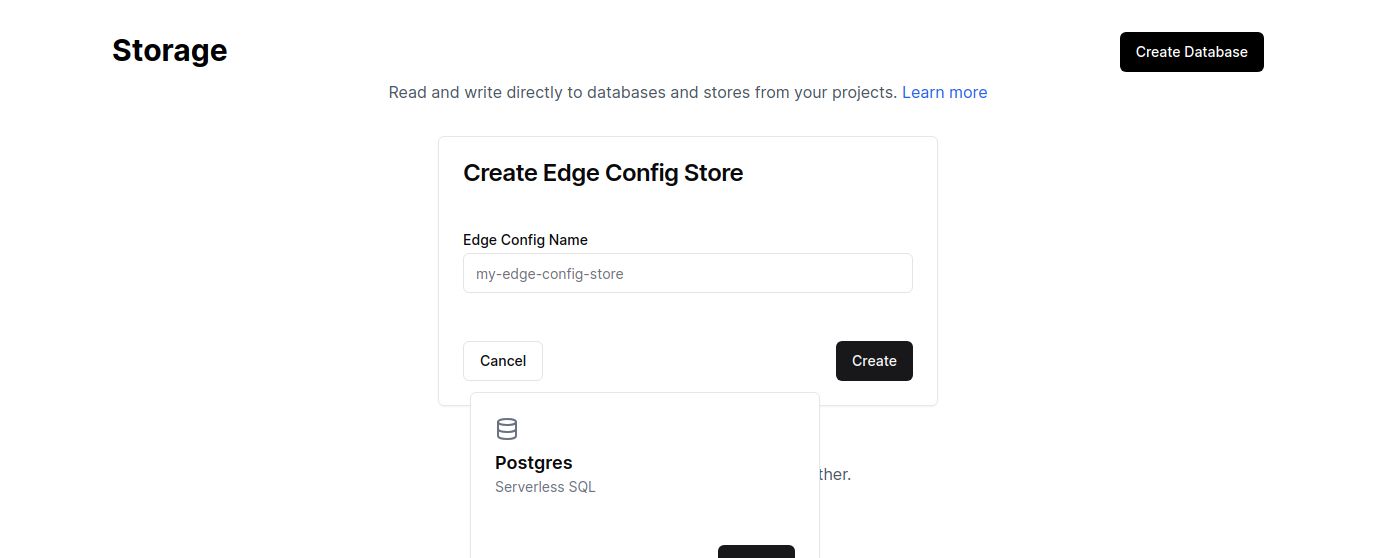 Storage
Create Database
Read and write directly to databases and stores from your projects. Learn more
Create Edge Config Store
Edge Config Name
my-edge-config-store
Cancel
Create
Postgres
Serverless SQL